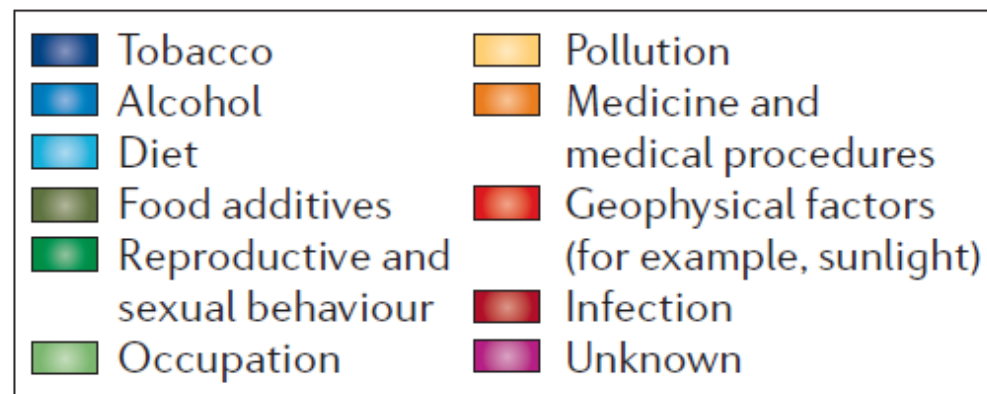 Tobacco
Alcohol
Diet
Food additives
Reproductive and
sexual behaviour
Occupation
Pollution
Medicine and
medical procedures
Geophysical factors
(for example, sunlight)
Infection
Unknown